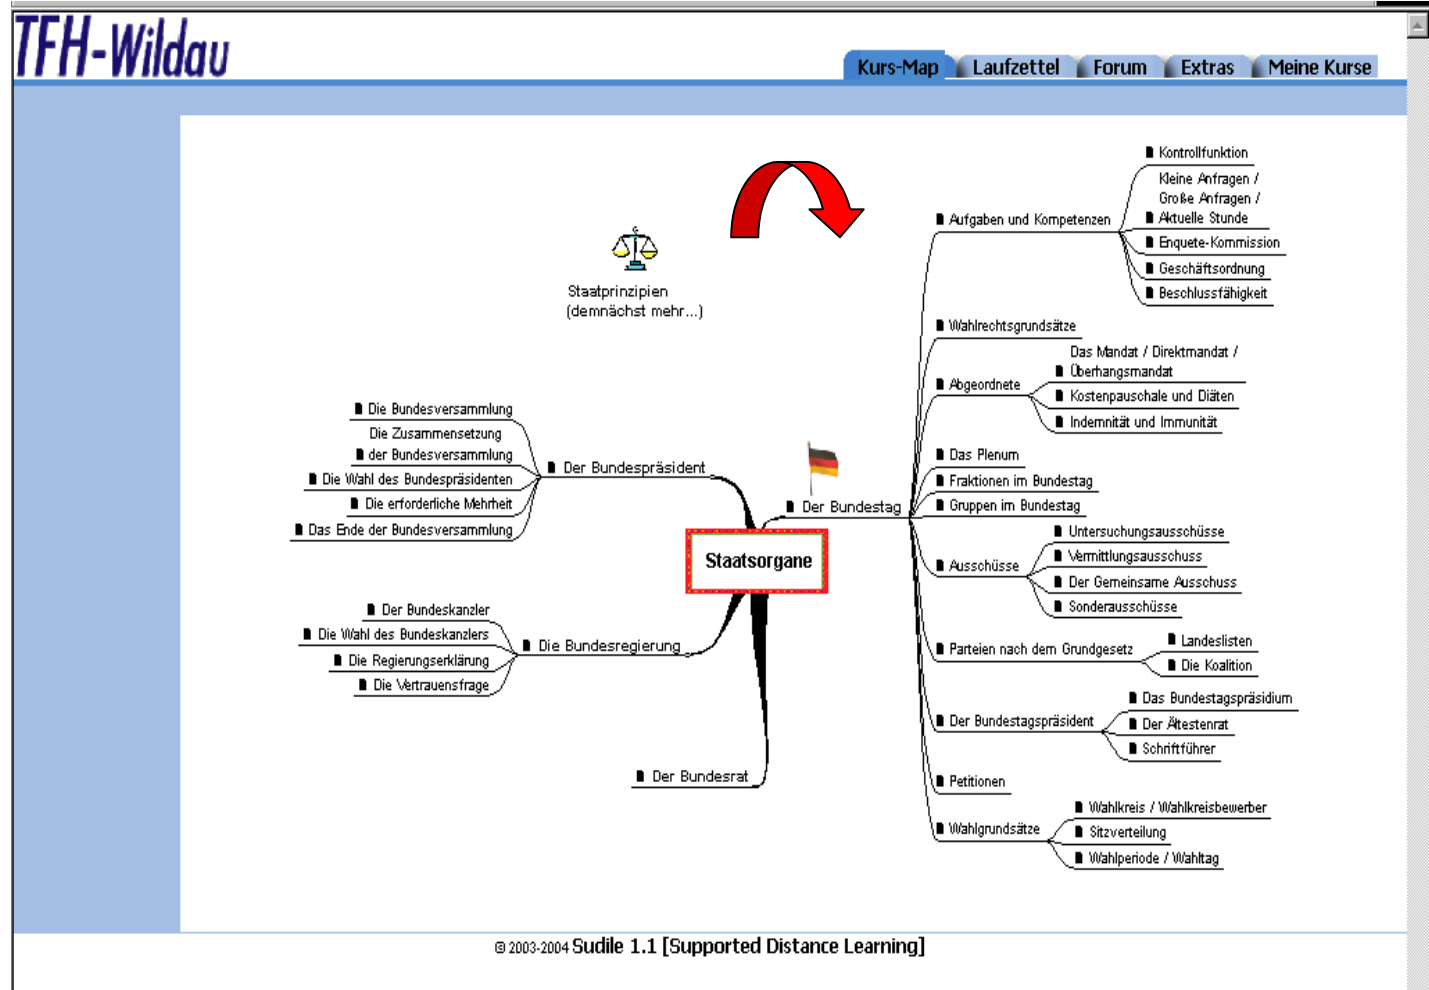 TFH-Wildau
Kurs-Map Laufzettel Forum Extras Meine Kurse
Staatprinzipien
(demnächst mehr...)
Staatsorgane
Der Bundespräsident
Die Bundesversammlung
Die Zusammensetzung
der Bundesversammlung
Die Wahl des Bundespräsidenten
Die erforderliche Mehrheit
Das Ende der Bundesversammlung
Die Bundesregierung
Der Bundeskanzler
Die Wahl des Bundeskanzlers
Die Regierungserklärung
Die Vertrauensfrage
Der Bundesrat
Der Bundestag
Aufgaben und Kompetenzen
Kontrollfunktion
Kleine Anfragen /
Große Anfragen /
Aktuelle Stunde
Enquete-Kommission
Geschäftsordnung
Beschlussfähigkeit
Wahlrechtsgrundsätze
Abgeordnete
Das Mandat / Direktmandat /
Überhangsmandat
Kostenpauschale und Diäten
Indemnität und Immunität
Das Plenum
Fraktionen im Bundestag
Gruppen im Bundestag
Ausschüsse
Untersuchungsausschüsse
Vermittlungsausschuss
Der Gemeinsame Ausschuss
Sonderausschüsse
Parteien nach dem Grundgesetz
Landeslisten
Die Koalition
Der Bundestagspräsident
Das Bundestagspräsidium
Der Ältestenrat
Schriftführer
Petitionen
Wahlgrundsätze
Wahlkreis / Wahlkreisbewerber
Sitzverteilung
Wahlperiode / Wahltag
© 2003-2004 Sudile 1.1 [Supported Distance Learning]